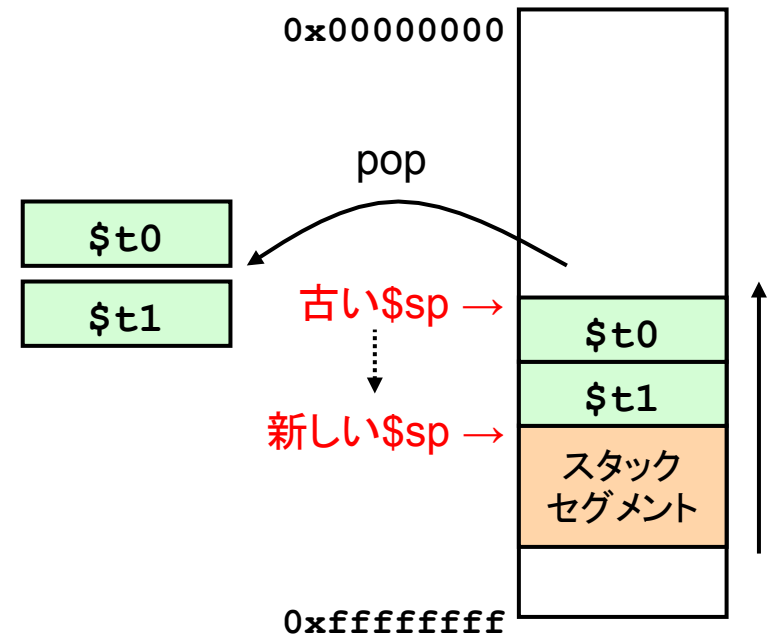 0x00000000
pop
$t0
$t1
古い$sp →
$t0
$t1
新しい$sp →
スタック
セグメント
0xffffffff